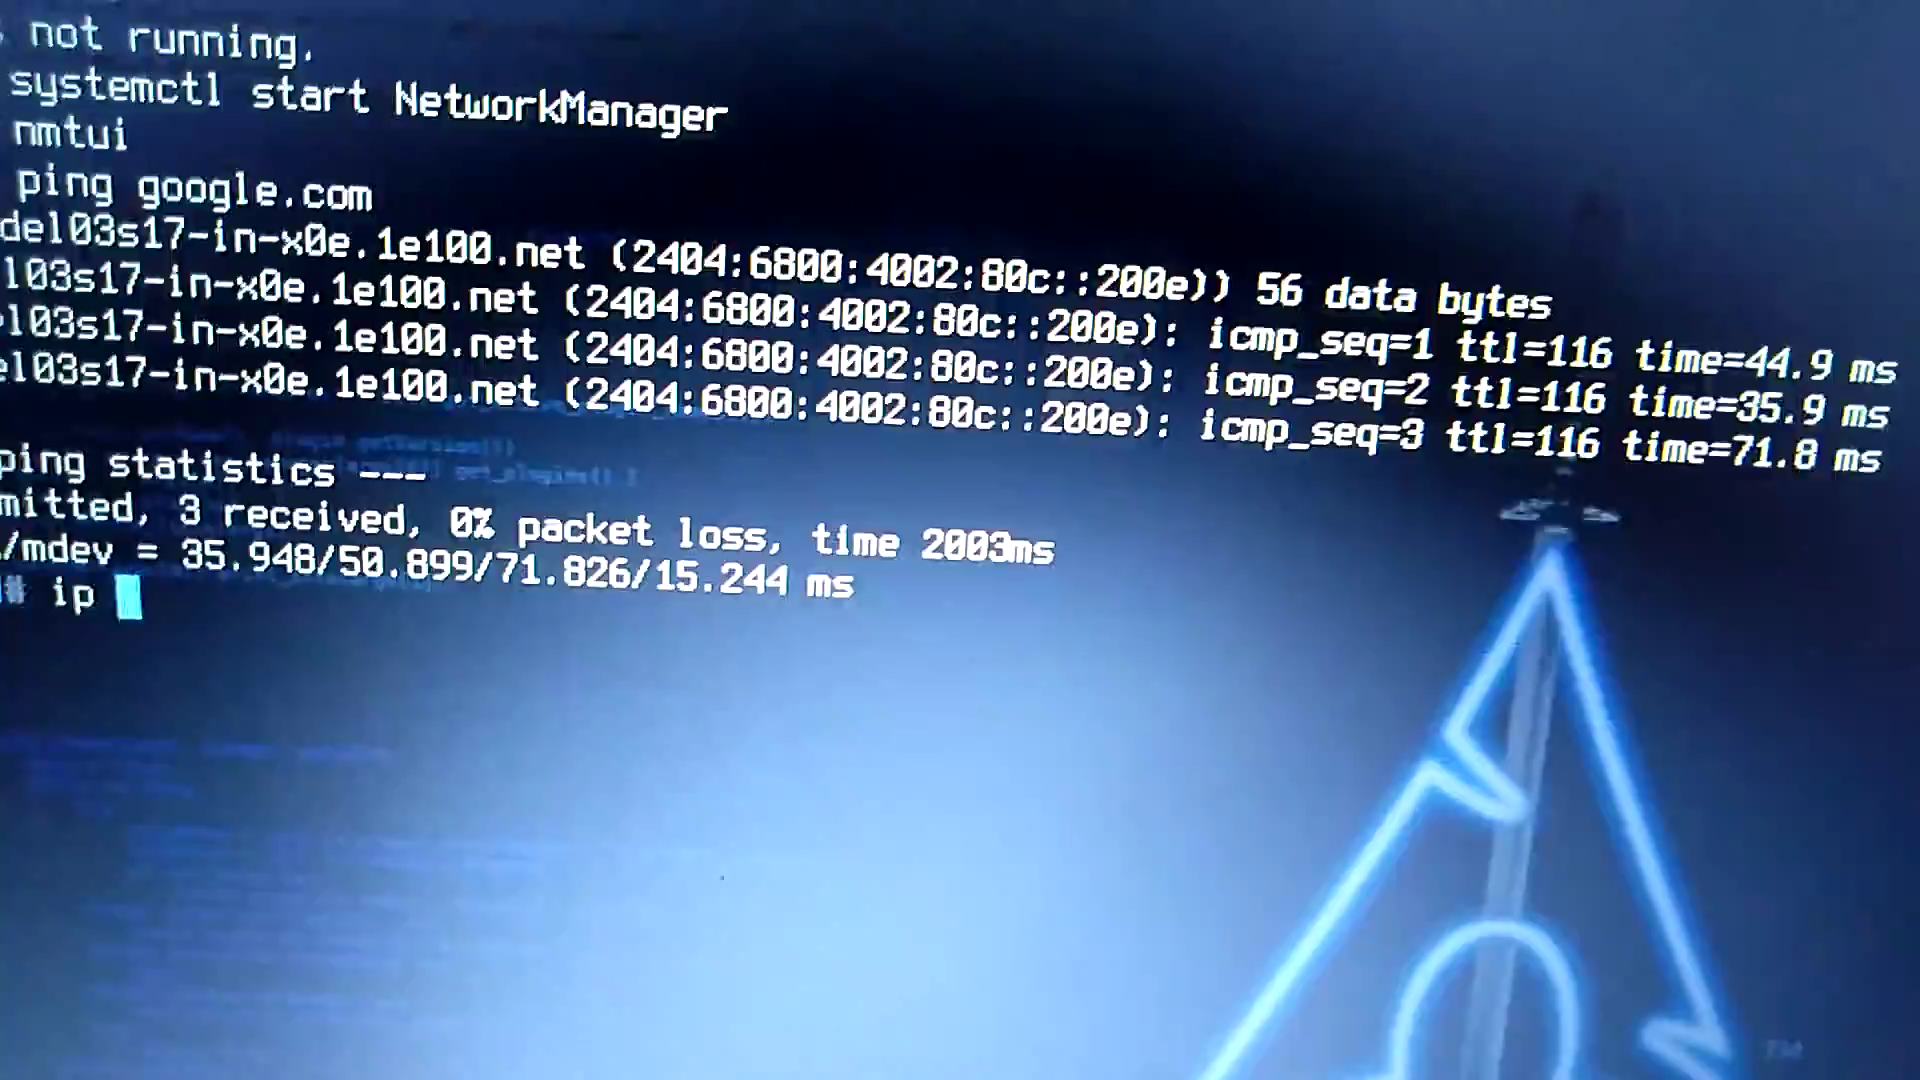 not running.
systemctl start NetworkManager
nmtui
ping google.com
del03s17-in-x0e.1e100.net (2404:6800:4002:80c::200e)) 56 data bytes
l03s17-in-x0e.1e100.net (2404:6800:4002:80c::200e): icmp_seq=1 ttl=116 time=44.9 ms
el03s17-in-x0e.1e100.net (2404:6800:4002:80c::200e): icmp_seq=2 ttl=116 time=35.9 ms
el03s17-in-x0e.1e100.net (2404:6800:4002:80c::200e): icmp_seq=3 ttl=116 time=71.8 ms
ping statistics ---
mitted, 3 received, 0% packet loss, time 2003ms
/mdev = 35.948/50.899/71.826/15.244 ms
# ip
TM